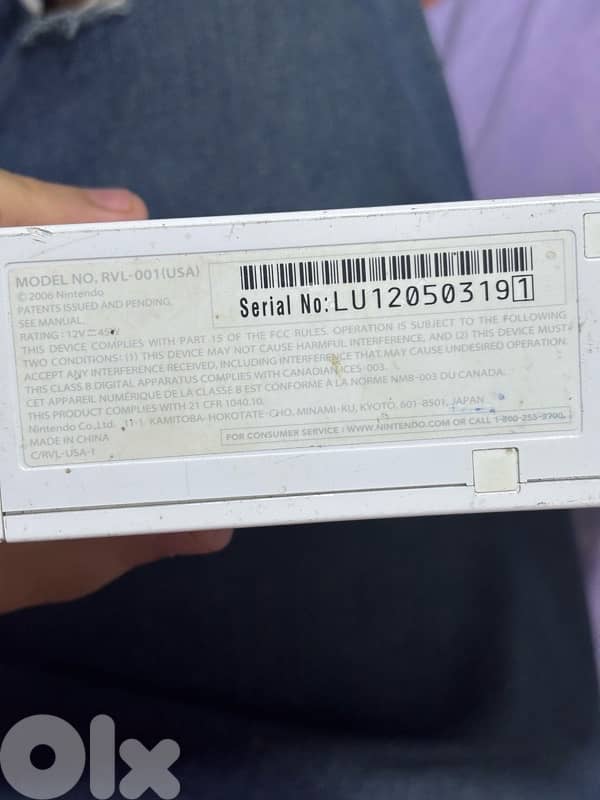 MODEL NO. RVL-001(USA)
© 2006 Nintendo
PATENTS ISSUED AND PENDING.
SEE MANUAL.
RATING : 12V⎓45W
Serial No:LU120503191
THIS DEVICE COMPLIES WITH PART 15 OF THE FCC RULES. OPERATION IS SUBJECT TO THE FOLLOWING
TWO CONDITIONS: (1) THIS DEVICE MAY NOT CAUSE HARMFUL INTERFERENCE, AND (2) THIS DEVICE MUST
ACCEPT ANY INTERFERENCE RECEIVED, INCLUDING INTERFERENCE THAT MAY CAUSE UNDESIRED OPERATION.
THIS CLASS B DIGITAL APPARATUS COMPLIES WITH CANADIAN ICES-003.
CET APPAREIL NUMÉRIQUE DE LA CLASSE B EST CONFORME À LA NORME NMB-003 DU CANADA.
THIS PRODUCT COMPLIES WITH 21 CFR 1040.10.
Nintendo Co.,Ltd. 11-1 KAMITOBA-HOKOTATE-CHO, MINAMI-KU, KYOTO, 601-8501, JAPAN
MADE IN CHINA
C/RVL-USA-1
FOR CONSUMER SERVICE : WWW.NINTENDO.COM OR CALL 1-800-255-3700.
OLX